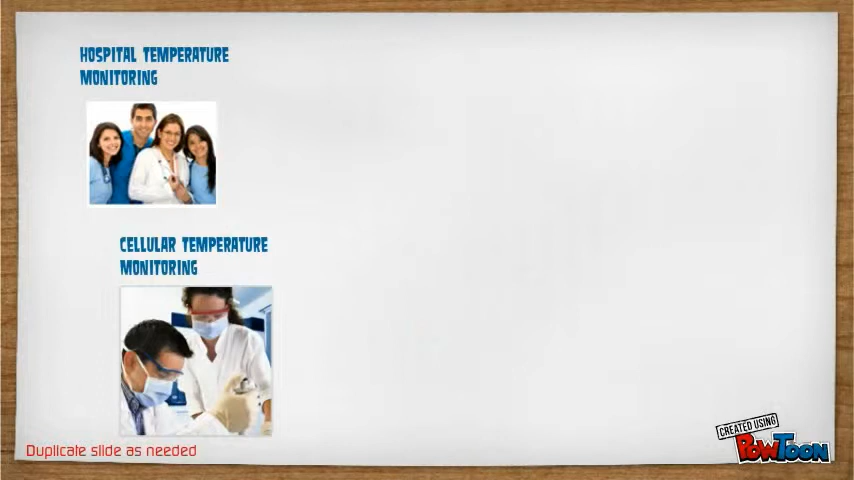 HOSPITAL TEMPERATURE
MONITORING
CELLULAR TEMPERATURE
MONITORING
Duplicate slide as needed
CREATED USING
POWTOON